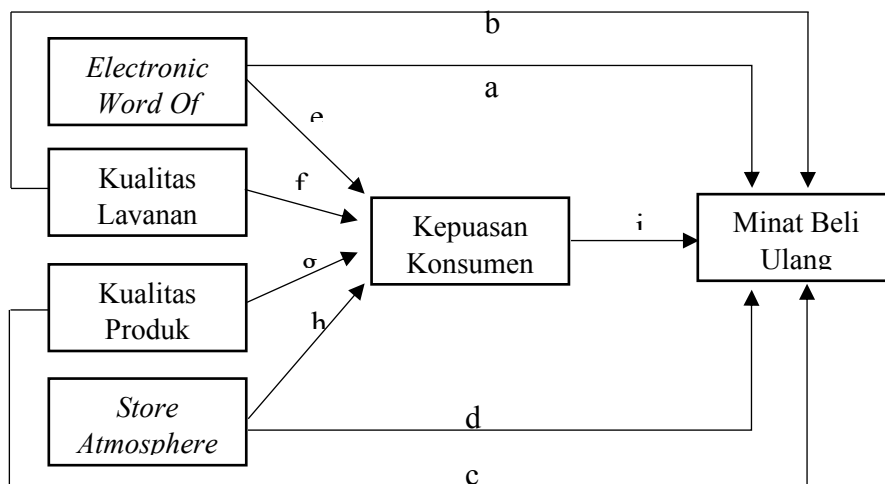 b
Electronic
Word Of
a
e
Kualitas
Layanan
f
Kepuasan
Konsumen
i
Minat Beli
Ulang
Kualitas
Produk
g
h
Store
Atmosphere
d
c